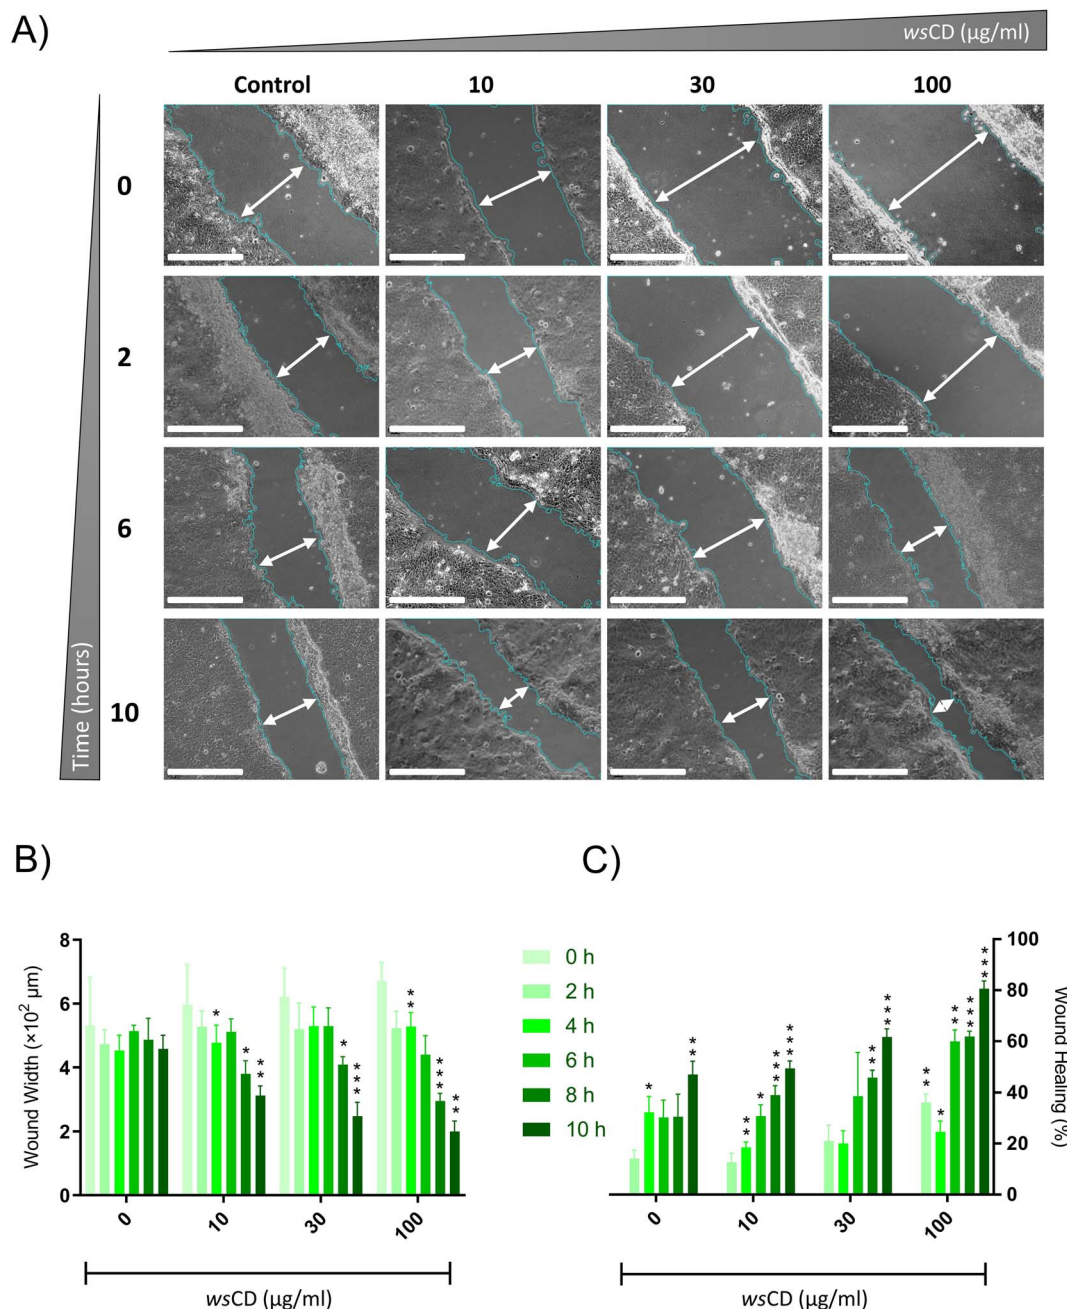 A)
wsCD (µg/ml)
Control 10 30 100
0
2
6
10
Time (hours)
B)
C)
Wound Width (×10² µm)
8
6
4
2
0
* * ** * *** ** *** **
0 10 30 100
wsCD (µg/ml)
0 h
2 h
4 h
6 h
8 h
10 h
* ** ** * *** *** ** *** ** * ** *** ***
100
80
60
40
20
0
Wound Healing (%)
0 10 30 100
wsCD (µg/ml)